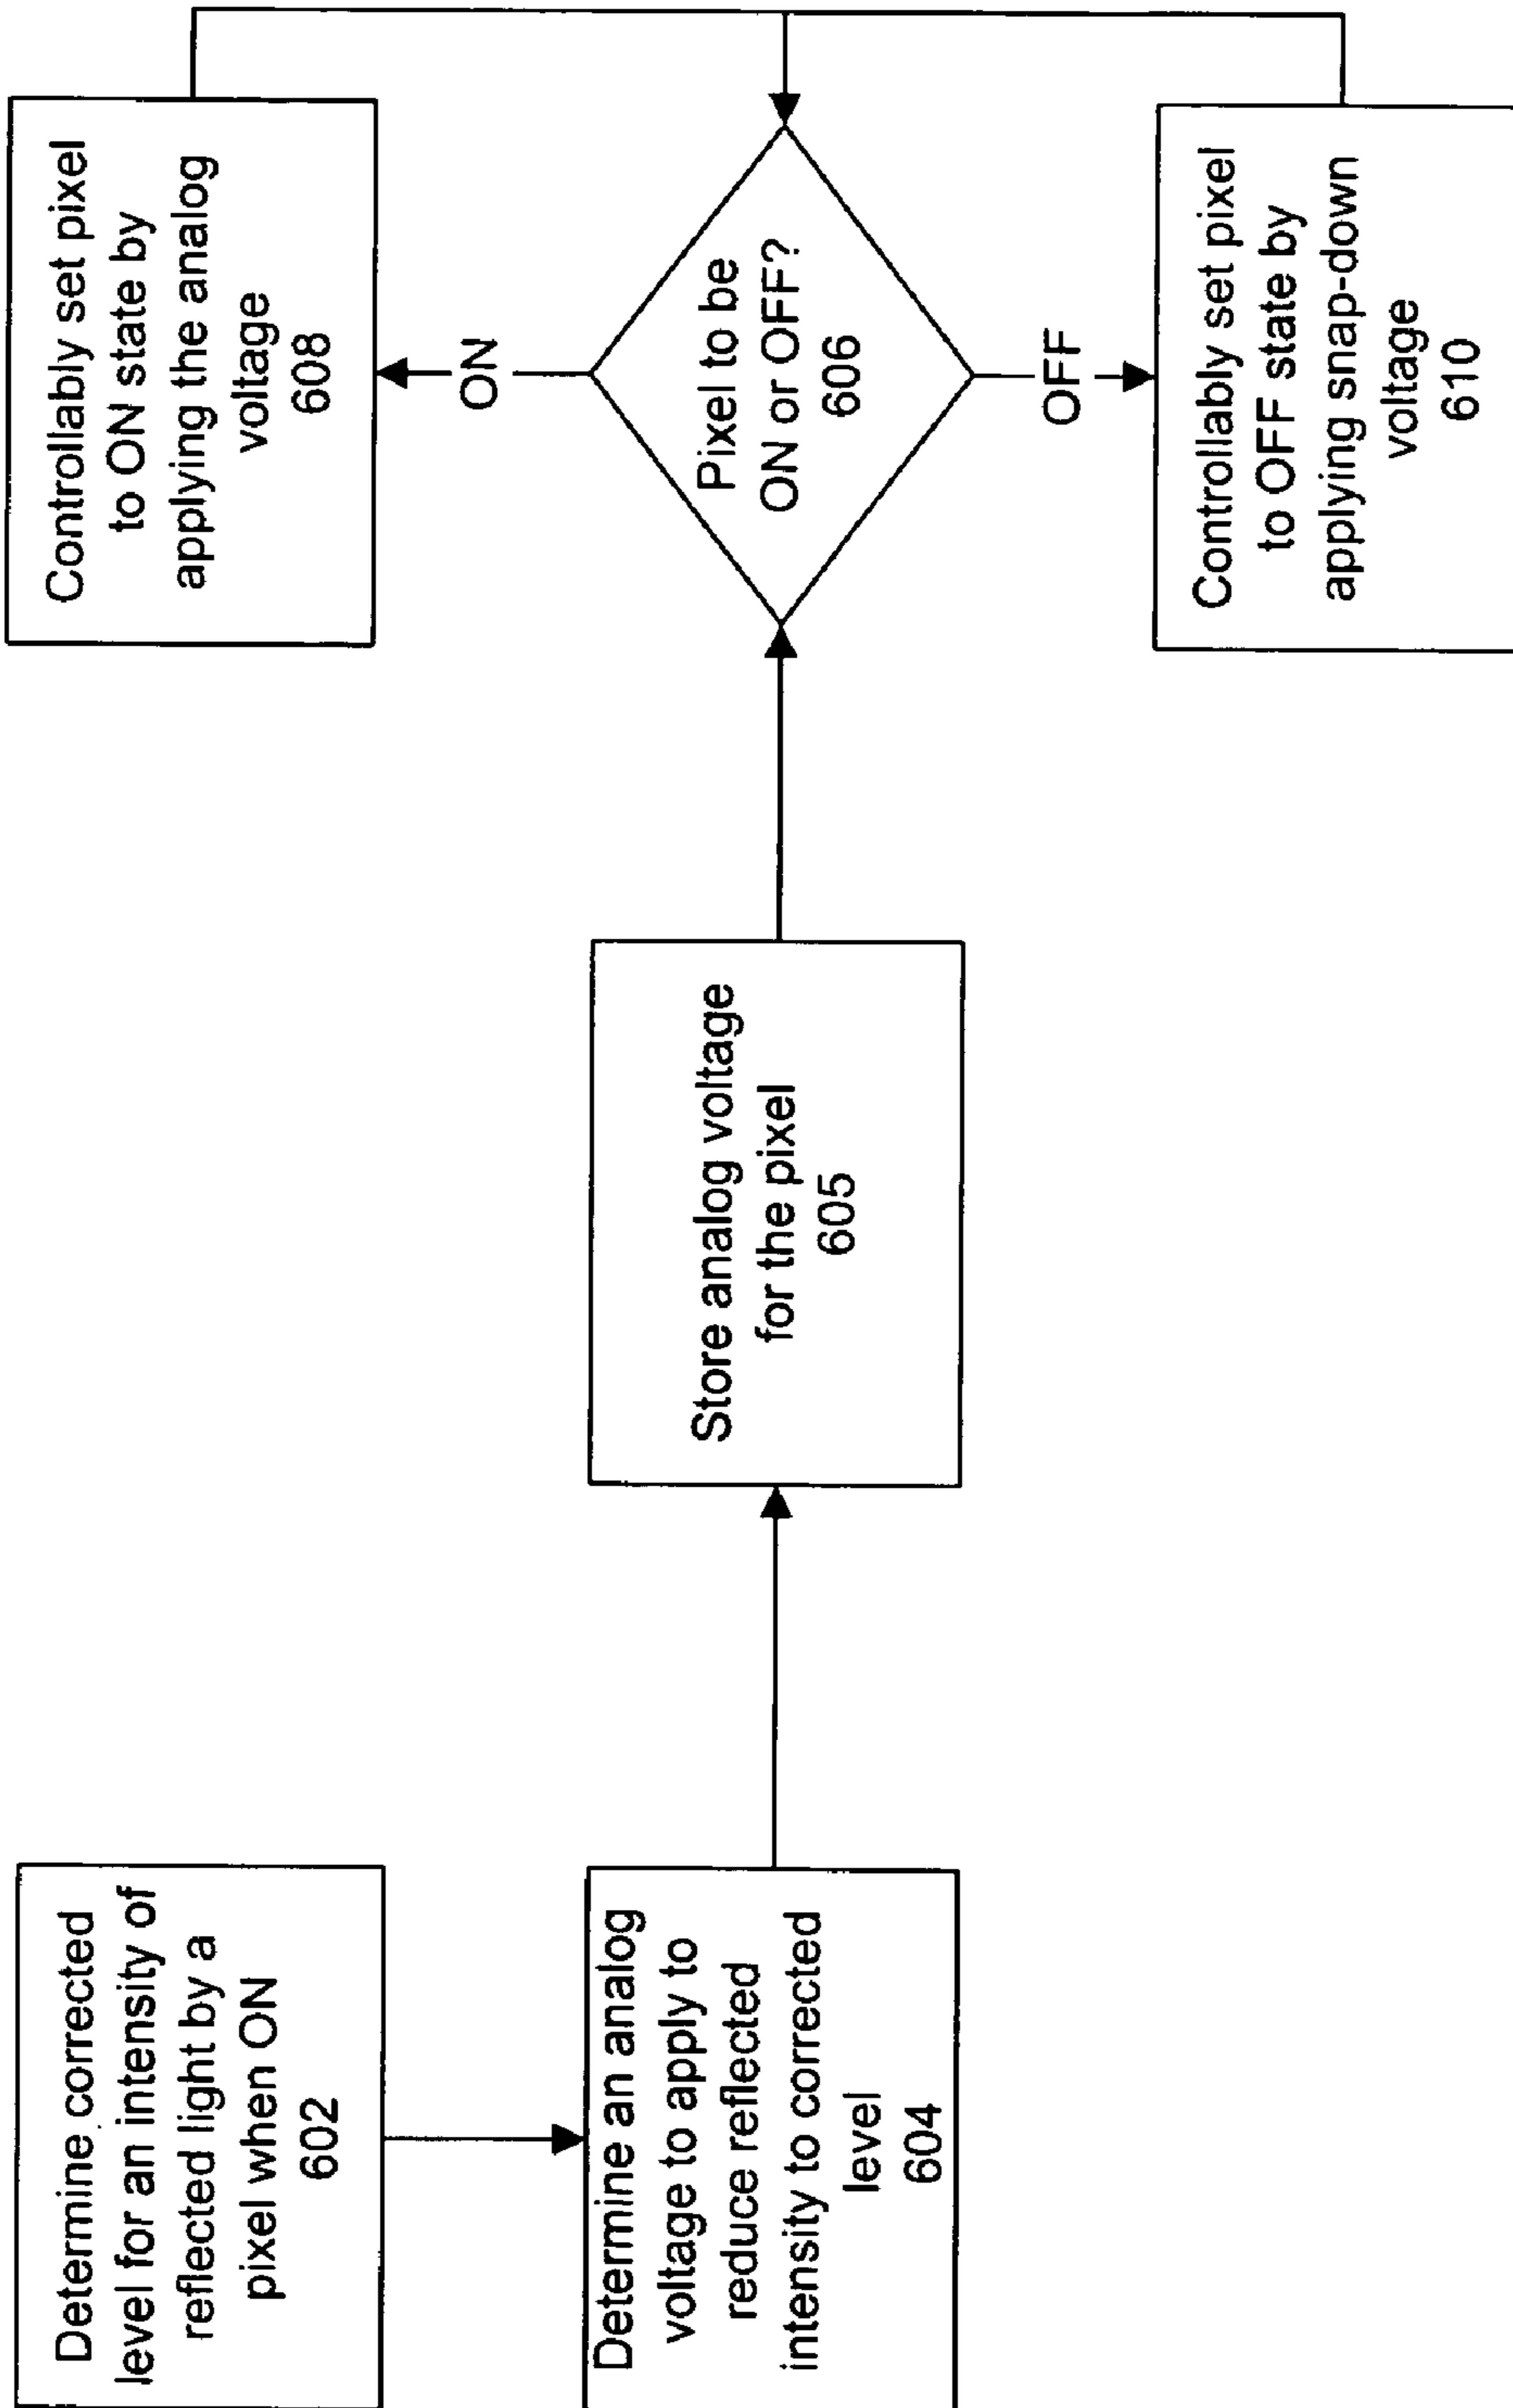 Determine corrected
level for an intensity of
reflected light by a
pixel when ON
602
Determine an analog
voltage to apply to
reduce reflected
intensity to corrected
level
604
Store analog voltage
for the pixel
605
Pixel to be
ON or OFF?
606
ON
Controllably set pixel
to ON state by
applying the analog
voltage
608
OFF
Controllably set pixel
to OFF state by
applying snap-down
voltage
610